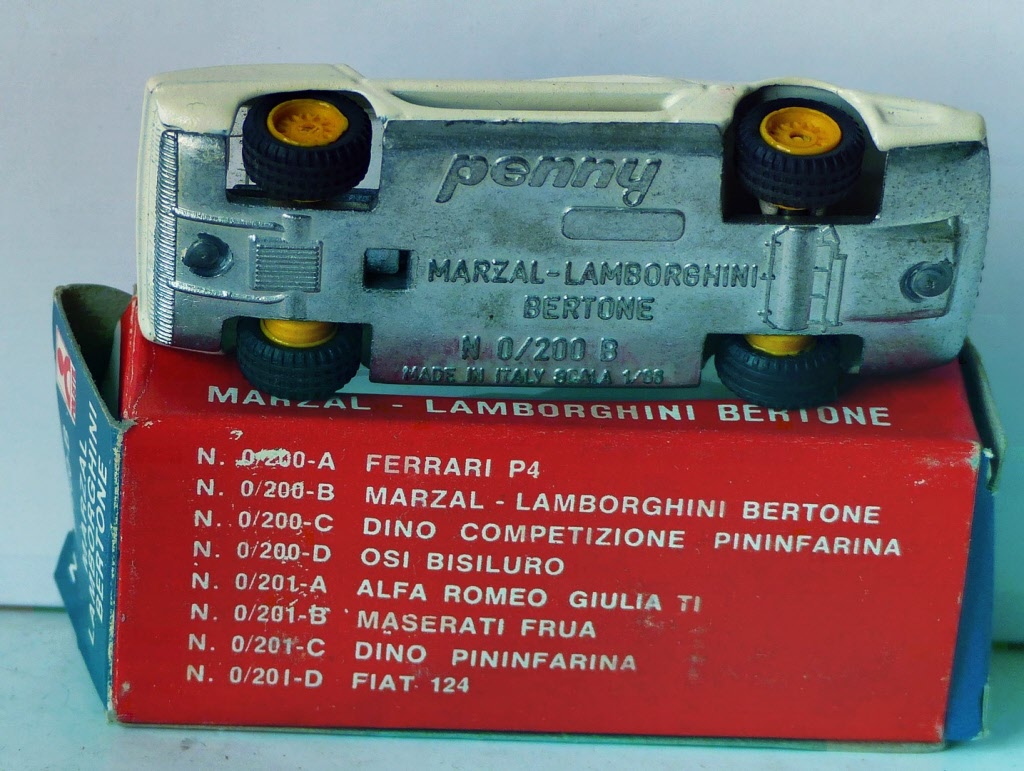 penny
MARZAL-LAMBORGHINI
BERTONE
N 0/200 B
MADE IN ITALY SCALA 1/66
MARZAL - LAMBORGHINI BERTONE
N. 0/200-A FERRARI P4
N. 0/200-B MARZAL - LAMBORGHINI BERTONE
N. 0/200-C DINO COMPETIZIONE PININFARINA
N. 0/200-D OSI BISILURO
N. 0/201-A ALFA ROMEO GIULIA TI
N. 0/201-B MASERATI FRUA
N. 0/201-C DINO PININFARINA
N. 0/201-D FIAT 124
MARZAL
LAMBORGHINI
BERTONE